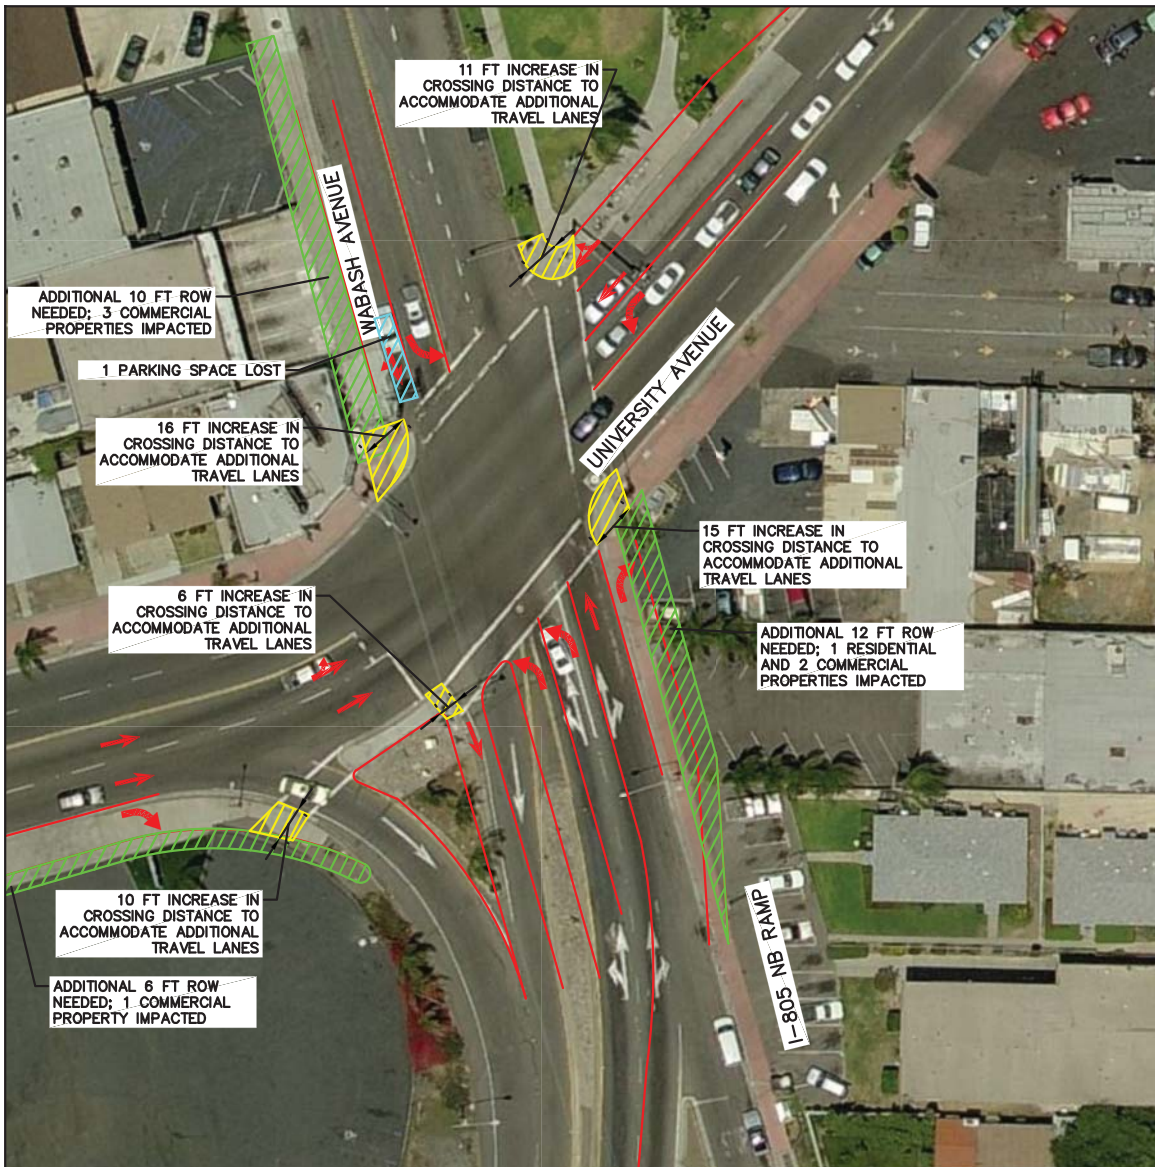 11 FT INCREASE IN
CROSSING DISTANCE TO
ACCOMMODATE ADDITIONAL
TRAVEL LANES
WABASH AVENUE
ADDITIONAL 10 FT ROW
NEEDED; 3 COMMERCIAL
PROPERTIES IMPACTED
1 PARKING SPACE LOST
UNIVERSITY AVENUE
16 FT INCREASE IN
CROSSING DISTANCE TO
ACCOMMODATE ADDITIONAL
TRAVEL LANES
15 FT INCREASE IN
CROSSING DISTANCE TO
ACCOMMODATE ADDITIONAL
TRAVEL LANES
6 FT INCREASE IN
CROSSING DISTANCE TO
ACCOMMODATE ADDITIONAL
TRAVEL LANES
ADDITIONAL 12 FT ROW
NEEDED; 1 RESIDENTIAL
AND 2 COMMERCIAL
PROPERTIES IMPACTED
10 FT INCREASE IN
CROSSING DISTANCE TO
ACCOMMODATE ADDITIONAL
TRAVEL LANES
I-805 NB RAMP
ADDITIONAL 6 FT ROW
NEEDED; 1 COMMERCIAL
PROPERTY IMPACTED